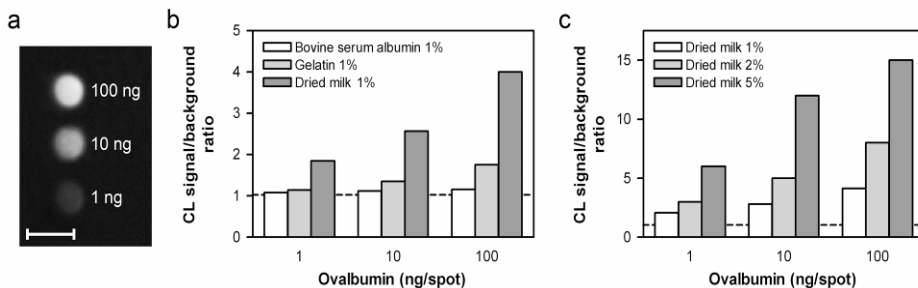 a
100 ng
10 ng
1 ng
b
CL signal/background
ratio
5
4
3
2
1
0
Bovine serum albumin 1%
Gelatin 1%
Dried milk 1%
1 10 100
Ovalbumin (ng/spot)
c
CL signal/background
ratio
15
10
5
0
Dried milk 1%
Dried milk 2%
Dried milk 5%
1 10 100
Ovalbumin (ng/spot)